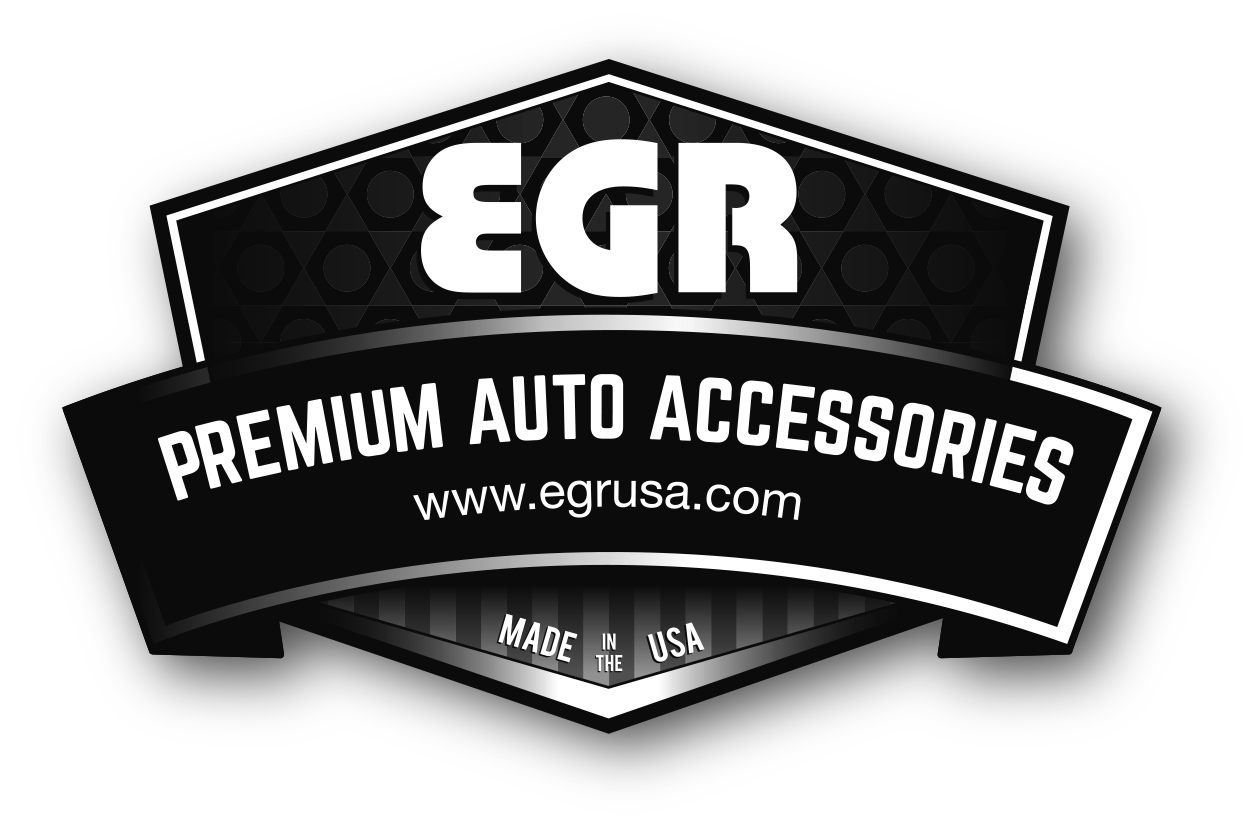 EGR
PREMIUM AUTO ACCESSORIES
www.egrusa.com
MADE IN THE USA